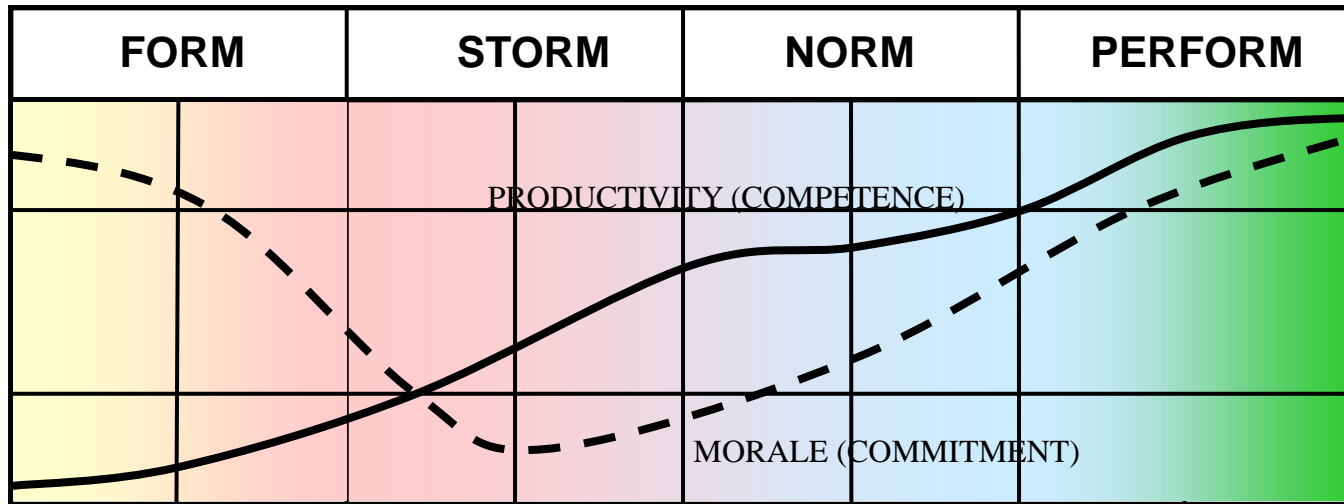 FORM STORM NORM PERFORM
PRODUCTIVITY (COMPETENCE)
MORALE (COMMITMENT)